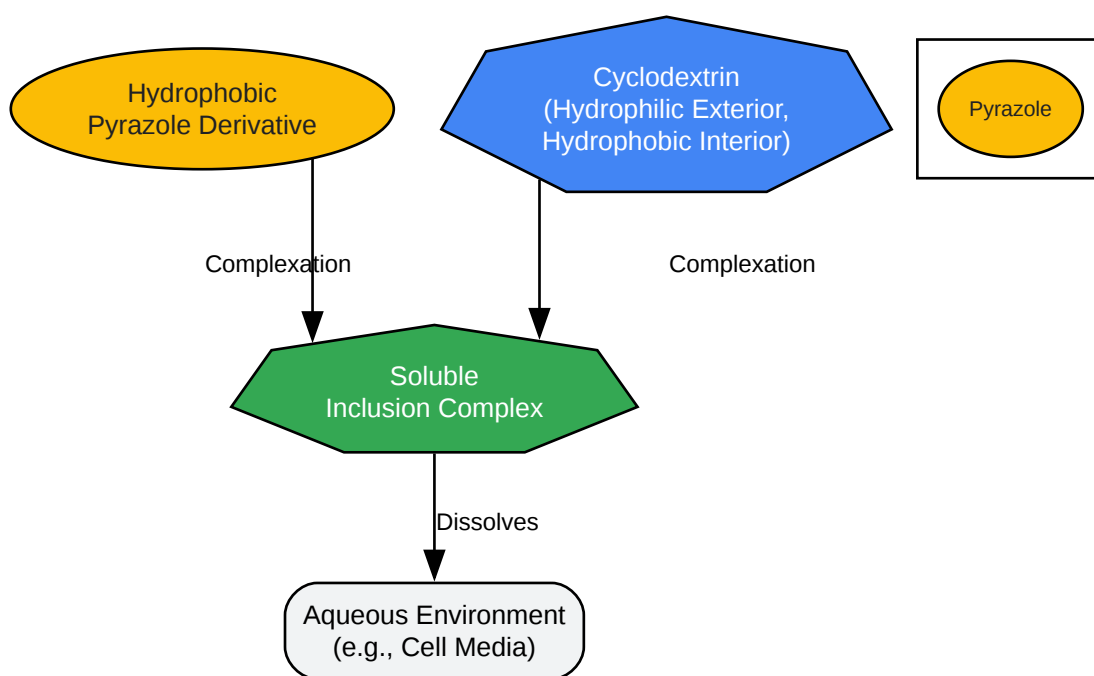 Hydrophobic
Pyrazole Derivative
Cyclodextrin
(Hydrophilic Exterior,
Hydrophobic Interior)
Pyrazole
Complexation
Complexation
Soluble
Inclusion Complex
Dissolves
Aqueous Environment
(e.g., Cell Media)